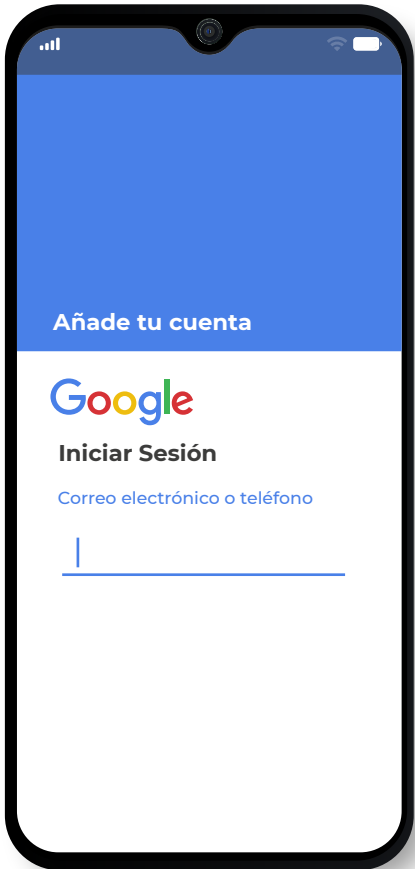 Añade tu cuenta
Google
Iniciar Sesión
Correo electrónico o teléfono